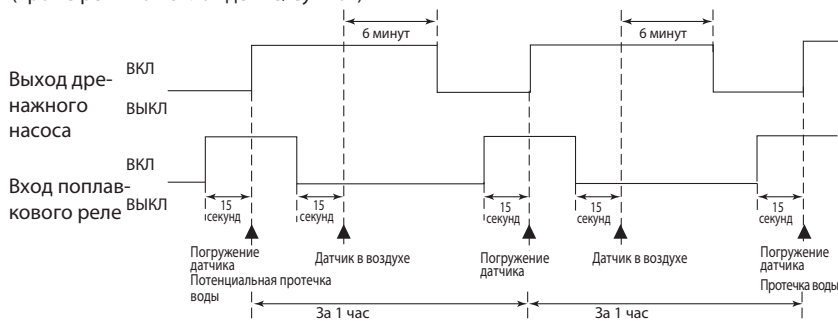 6 минут
6 минут
Выход дре-
нажного
насоса
ВКЛ
ВЫКЛ
Вход поплав-
кового реле
ВКЛ
ВЫКЛ
15
секунд
15
секунд
15
секунд
15
секунд
15
секунд
Погружение
датчика
Потенциальная протечка
воды
Датчик в воздухе
Погружение
датчика
Датчик в воздухе
Погружение
датчика
Протечка воды
За 1 час
За 1 час